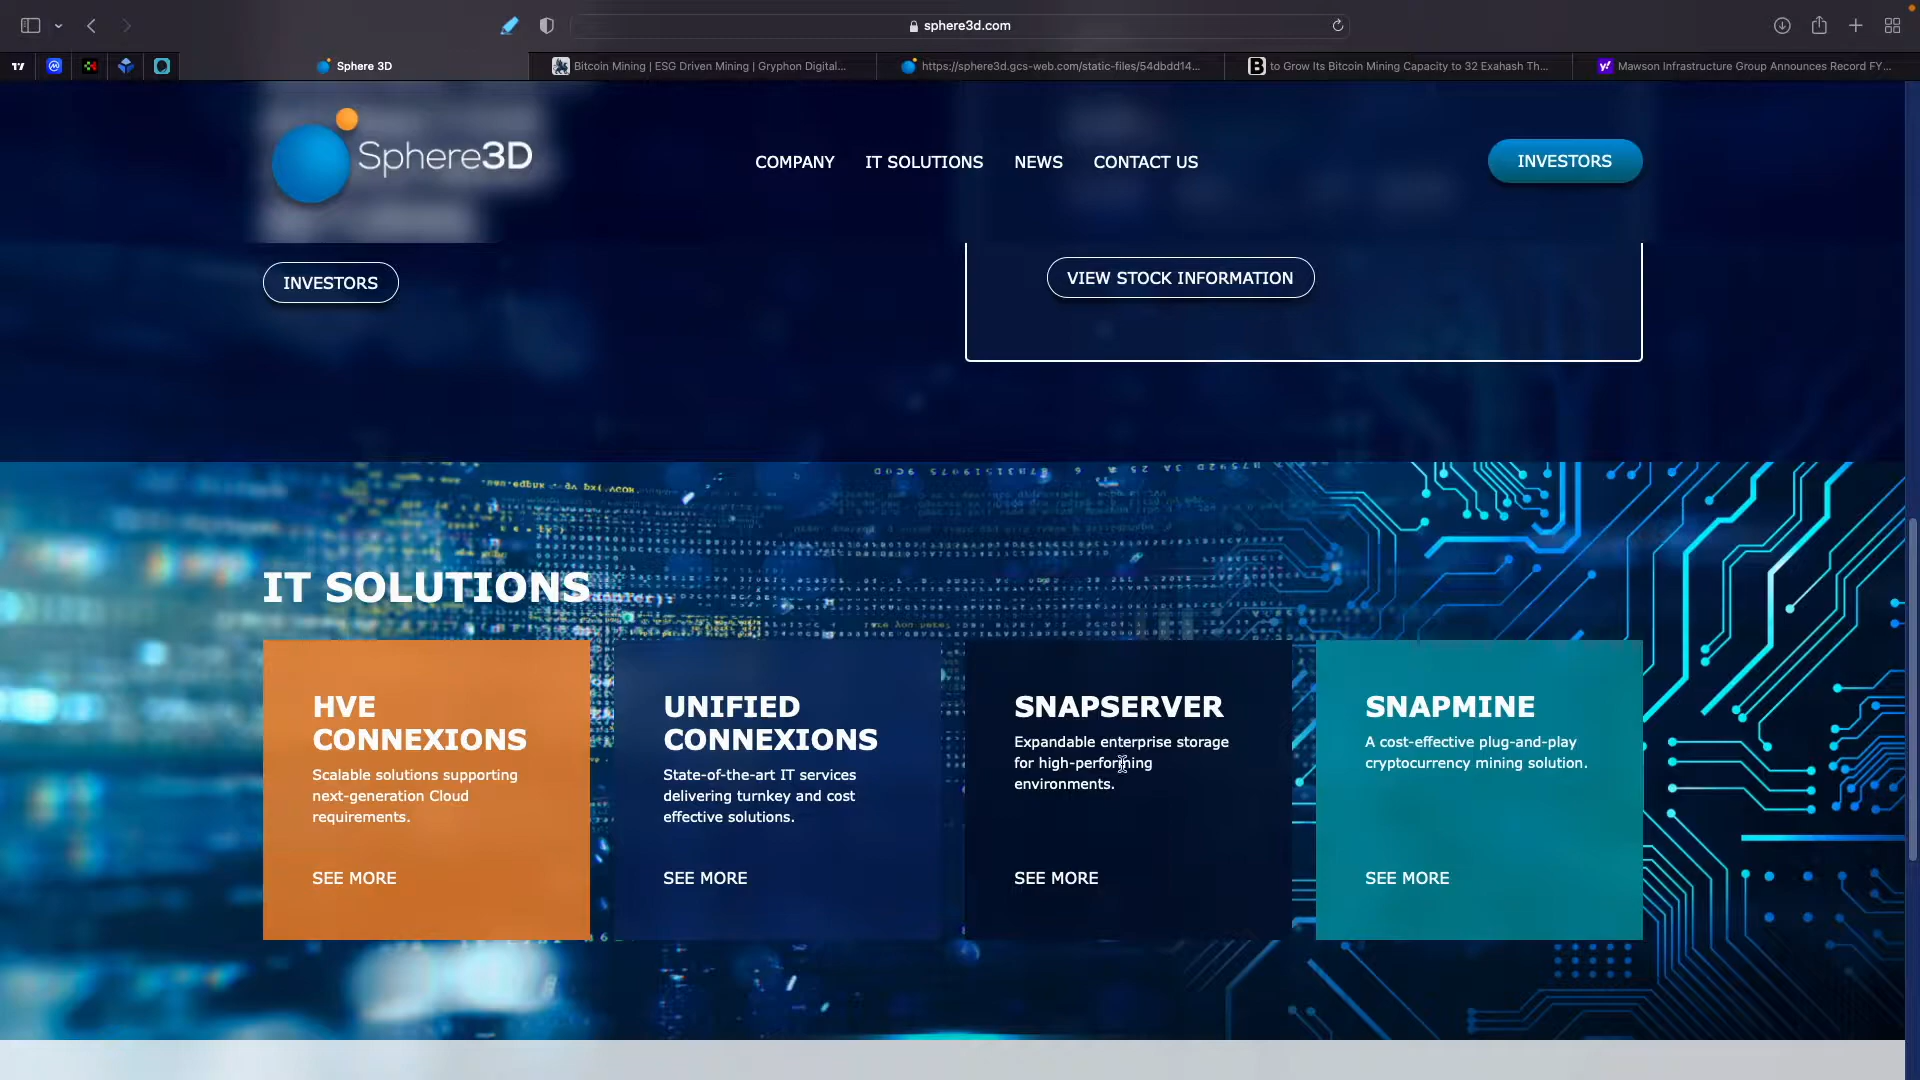 sphere3d.com
Sphere 3D
Bitcoin Mining | ESG Driven Mining | Gryphon Digital...
https://sphere3d.gcs-web.com/static-files/54dbdd14...
to Grow Its Bitcoin Mining Capacity to 32 Exahash Th...
Mawson Infrastructure Group Announces Record FY...
Sphere3D
COMPANY
IT SOLUTIONS
NEWS
CONTACT US
INVESTORS
INVESTORS
VIEW STOCK INFORMATION
IT SOLUTIONS
HVE
CONNEXIONS
Scalable solutions supporting
next-generation Cloud
requirements.
SEE MORE
UNIFIED
CONNEXIONS
State-of-the-art IT services
delivering turnkey and cost
effective solutions.
SEE MORE
SNAPSERVER
Expandable enterprise storage
for high-performing
environments.
SEE MORE
SNAPMINE
A cost-effective plug-and-play
cryptocurrency mining solution.
SEE MORE